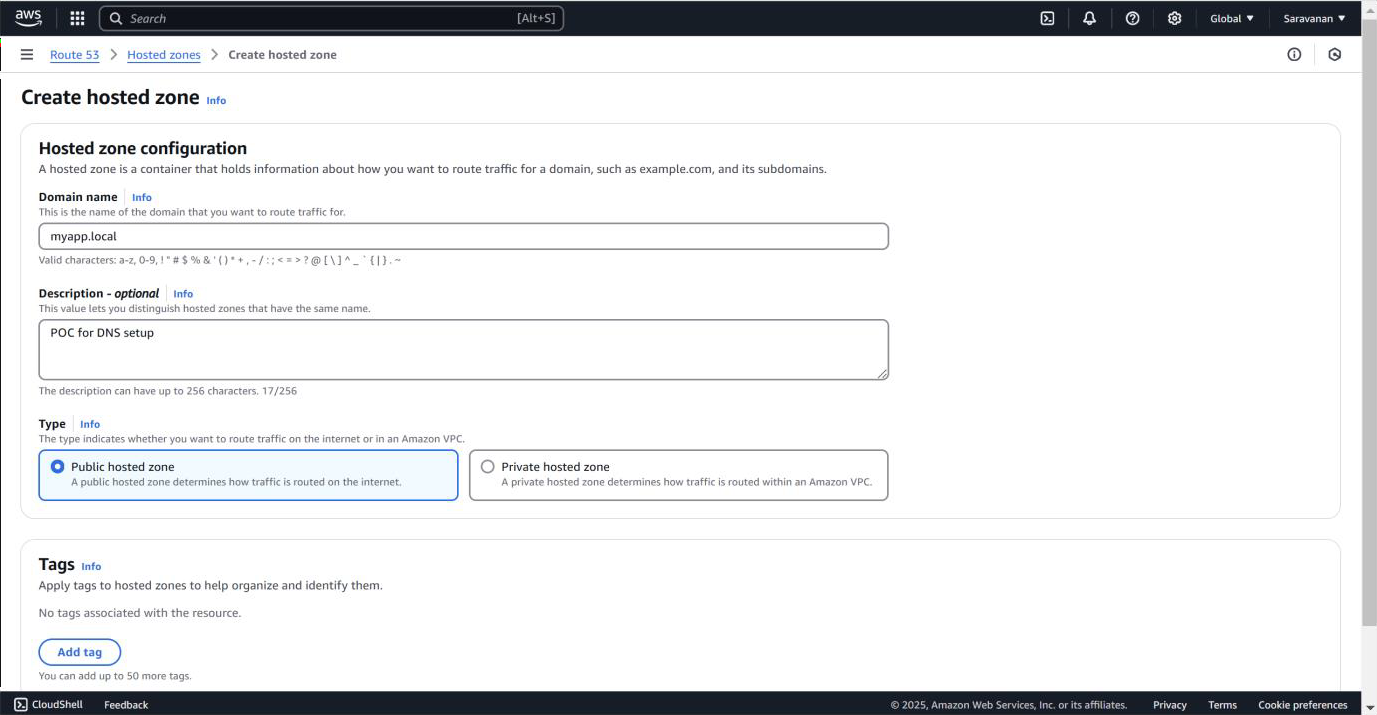 aws Search [Alt+S] Global Saravanan
Route 53 > Hosted zones > Create hosted zone
Create hosted zone Info
Hosted zone configuration
A hosted zone is a container that holds information about how you want to route traffic for a domain, such as example.com, and its subdomains.
Domain name Info
This is the name of the domain that you want to route traffic for.
myapp.local
Valid characters: a-z, 0-9, ! " # $ % & ' ( ) * + , - / : ; < = > ? @ [ \ ] ^ _ ` { | } . ~
Description - optional Info
This value lets you distinguish hosted zones that have the same name.
POC for DNS setup
The description can have up to 256 characters. 17/256
Type Info
The type indicates whether you want to route traffic on the internet or in an Amazon VPC.
Public hosted zone
A public hosted zone determines how traffic is routed on the internet.
Private hosted zone
A private hosted zone determines how traffic is routed within an Amazon VPC.
Tags Info
Apply tags to hosted zones to help organize and identify them.
No tags associated with the resource.
Add tag
You can add up to 50 more tags.
CloudShell Feedback © 2025, Amazon Web Services, Inc. or its affiliates. Privacy Terms Cookie preferences